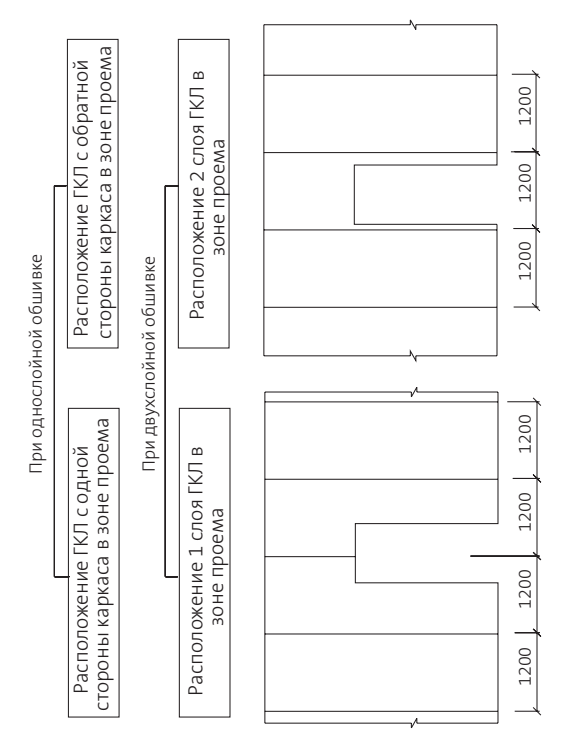 При однослойной обшивке
Расположение ГКЛ с одной
стороны каркаса в зоне проема
Расположение ГКЛ с обратной
стороны каркаса в зоне проема
При двухслойной обшивке
Расположение 1 слоя ГКЛ в
зоне проема
Расположение 2 слоя ГКЛ в
зоне проема
1200
1200
1200
1200
1200
1200
1200